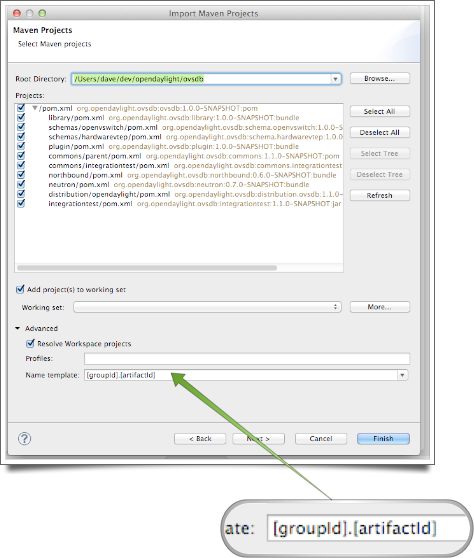 Import Maven Projects
Maven Projects
Select Maven projects
Root Directory: /Users/dave/dev/opendaylight/ovsdb Browse...
Projects:
/pom.xml org.opendaylight.ovsdb:ovsdb:1.0.0-SNAPSHOT:pom
library/pom.xml org.opendaylight.ovsdb:library:1.0.0-SNAPSHOT:bundle
schemas/openvswitch/pom.xml org.opendaylight.ovsdb:schema.openvswitch:1.0.0-S
schemas/hardwarevtep/pom.xml org.opendaylight.ovsdb:schema.hardwarevtep:1.0.0-
plugin/pom.xml org.opendaylight.ovsdb:plugin:1.0.0-SNAPSHOT:bundle
commons/parent/pom.xml org.opendaylight.ovsdb:commons:1.1.0-SNAPSHOT:pom
commons/integrationtest/pom.xml org.opendaylight.ovsdb:commons.integrationtest
northbound/pom.xml org.opendaylight.ovsdb:northbound:0.6.0-SNAPSHOT:bundle
neutron/pom.xml org.opendaylight.ovsdb:neutron:0.7.0-SNAPSHOT:bundle
distribution/opendaylight/pom.xml org.opendaylight.ovsdb:distribution.ovsdb:1.1.0-
integrationtest/pom.xml org.opendaylight.ovsdb:integrationtest:1.1.0-SNAPSHOT:jar
Select All
Deselect All
Select Tree
Deselect Tree
Refresh
Add project(s) to working set
Working set: More...
Advanced
Resolve Workspace projects
Profiles:
Name template: [groupId].[artifactId]
? < Back Next > Cancel Finish
ate: [groupId].[artifactId]